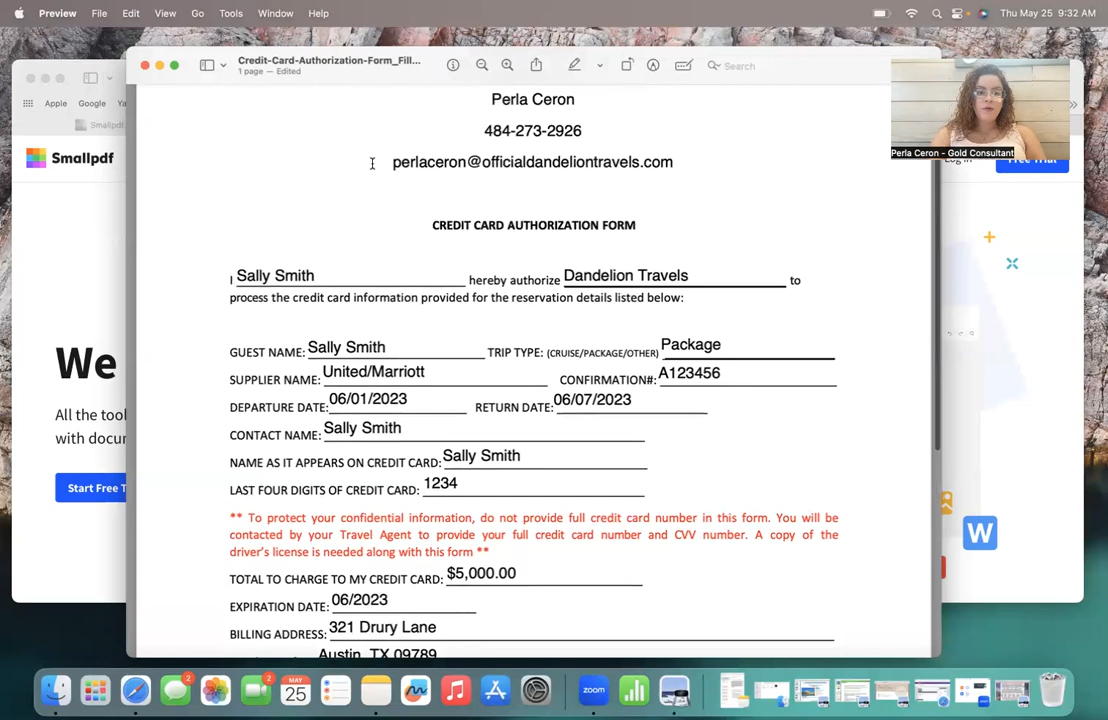 Preview File Edit View Go Tools Window Help Thu May 25 9:32 AM
Credit-Card-Authorization-Form_Fill...
1 page — Edited
Search
Apple Google
Smallpdf
Smallpdf
Perla Ceron - Gold Consultant
Log in Free Trial
Perla Ceron
484-273-2926
perlaceron@officialdandeliontravels.com
CREDIT CARD AUTHORIZATION FORM
I Sally Smith hereby authorize Dandelion Travels to
process the credit card information provided for the reservation details listed below:
GUEST NAME: Sally Smith TRIP TYPE: (CRUISE/PACKAGE/OTHER) Package
SUPPLIER NAME: United/Marriott CONFIRMATION#: A123456
DEPARTURE DATE: 06/01/2023 RETURN DATE: 06/07/2023
CONTACT NAME: Sally Smith
NAME AS IT APPEARS ON CREDIT CARD: Sally Smith
LAST FOUR DIGITS OF CREDIT CARD: 1234
** To protect your confidential information, do not provide full credit card number in this form. You will be
contacted by your Travel Agent to provide your full credit card number and CVV number. A copy of the
driver's license is needed along with this form **
TOTAL TO CHARGE TO MY CREDIT CARD: $5,000.00
EXPIRATION DATE: 06/2023
BILLING ADDRESS: 321 Drury Lane
Austin, TX 09789
We
All the tool
with docum
Start Free T
W
2
2
MAY
25
zoom